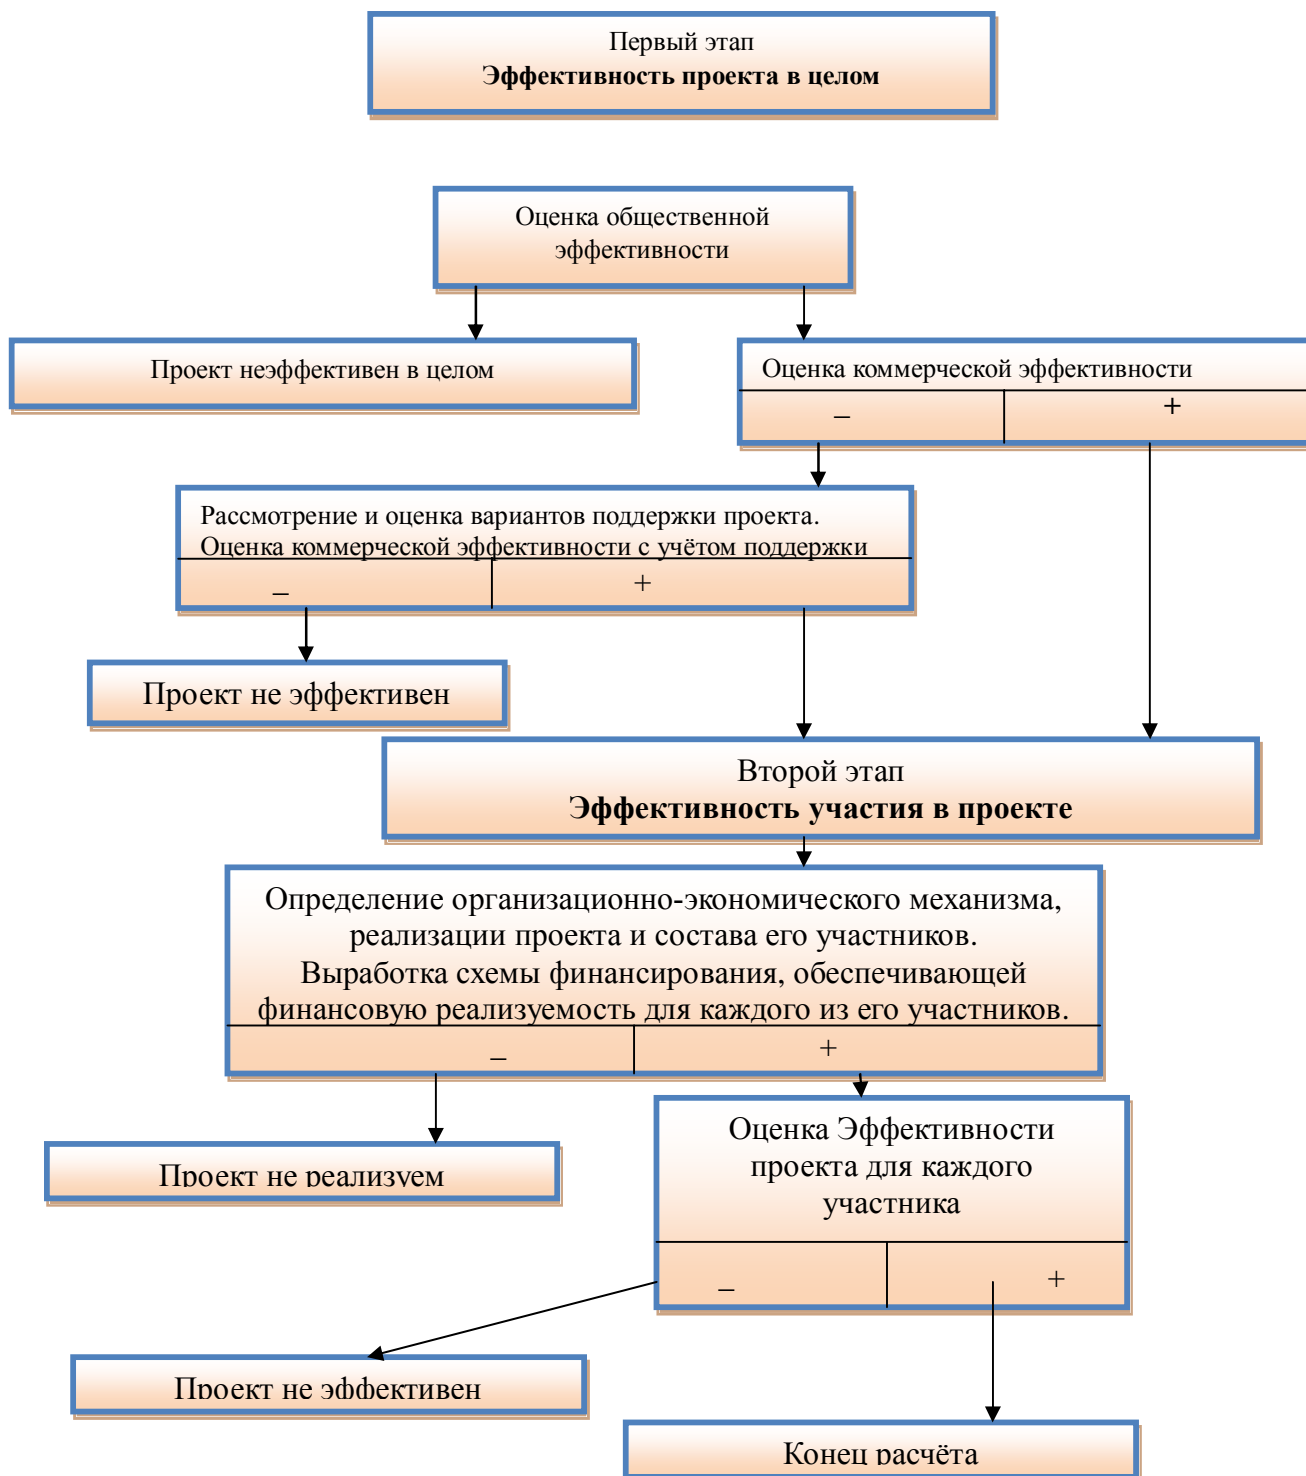 Первый этап
Эффективность проекта в целом
Оценка общественной
эффективности
Проект неэффективен в целом
Оценка коммерческой эффективности
– +
Рассмотрение и оценка вариантов поддержки проекта.
Оценка коммерческой эффективности с учётом поддержки
– +
Проект не эффективен
Второй этап
Эффективность участия в проекте
Определение организационно-экономического механизма,
реализации проекта и состава его участников.
Выработка схемы финансирования, обеспечивающей
финансовую реализуемость для каждого из его участников.
– +
Проект не реализуем
Оценка Эффективности
проекта для каждого
участника
– +
Проект не эффективен
Конец расчёта